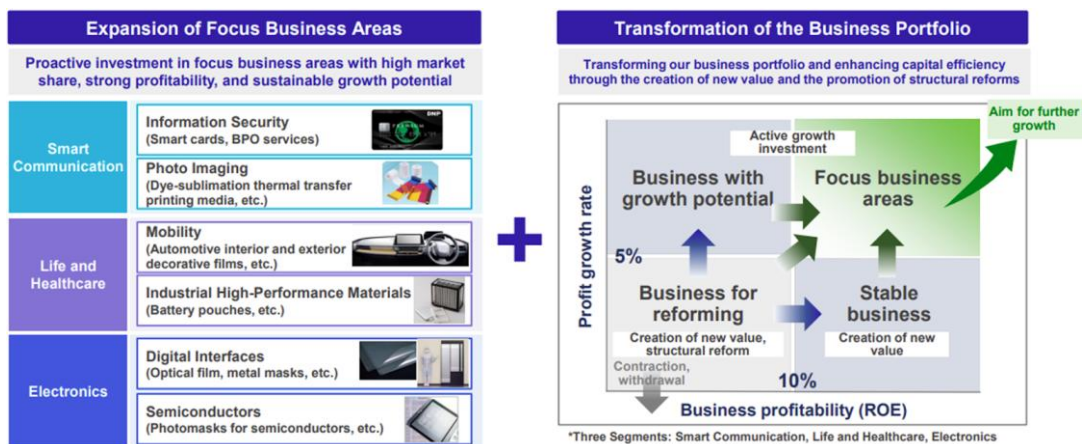 Expansion of Focus Business Areas
Proactive investment in focus business areas with high market
share, strong profitability, and sustainable growth potential
Smart
Communication
Information Security
(Smart cards, BPO services)
DNP
Photo Imaging
(Dye-sublimation thermal transfer
printing media, etc.)
Life and
Healthcare
Mobility
(Automotive interior and exterior
decorative films, etc.)
Industrial High-Performance Materials
(Battery pouches, etc.)
Electronics
Digital Interfaces
(Optical film, metal masks, etc.)
Semiconductors
(Photomasks for semiconductors, etc.)
+
Transformation of the Business Portfolio
Transforming our business portfolio and enhancing capital efficiency
through the creation of new value and the promotion of structural reforms
Aim for further
growth
Active growth
investment
Business with
growth potential
Focus business
areas
Profit growth rate
5%
Business for
reforming
Creation of new value,
structural reform
Stable
business
Creation of new
value
Contraction,
withdrawal
10%
Business profitability (ROE)
*Three Segments: Smart Communication, Life and Healthcare, Electronics